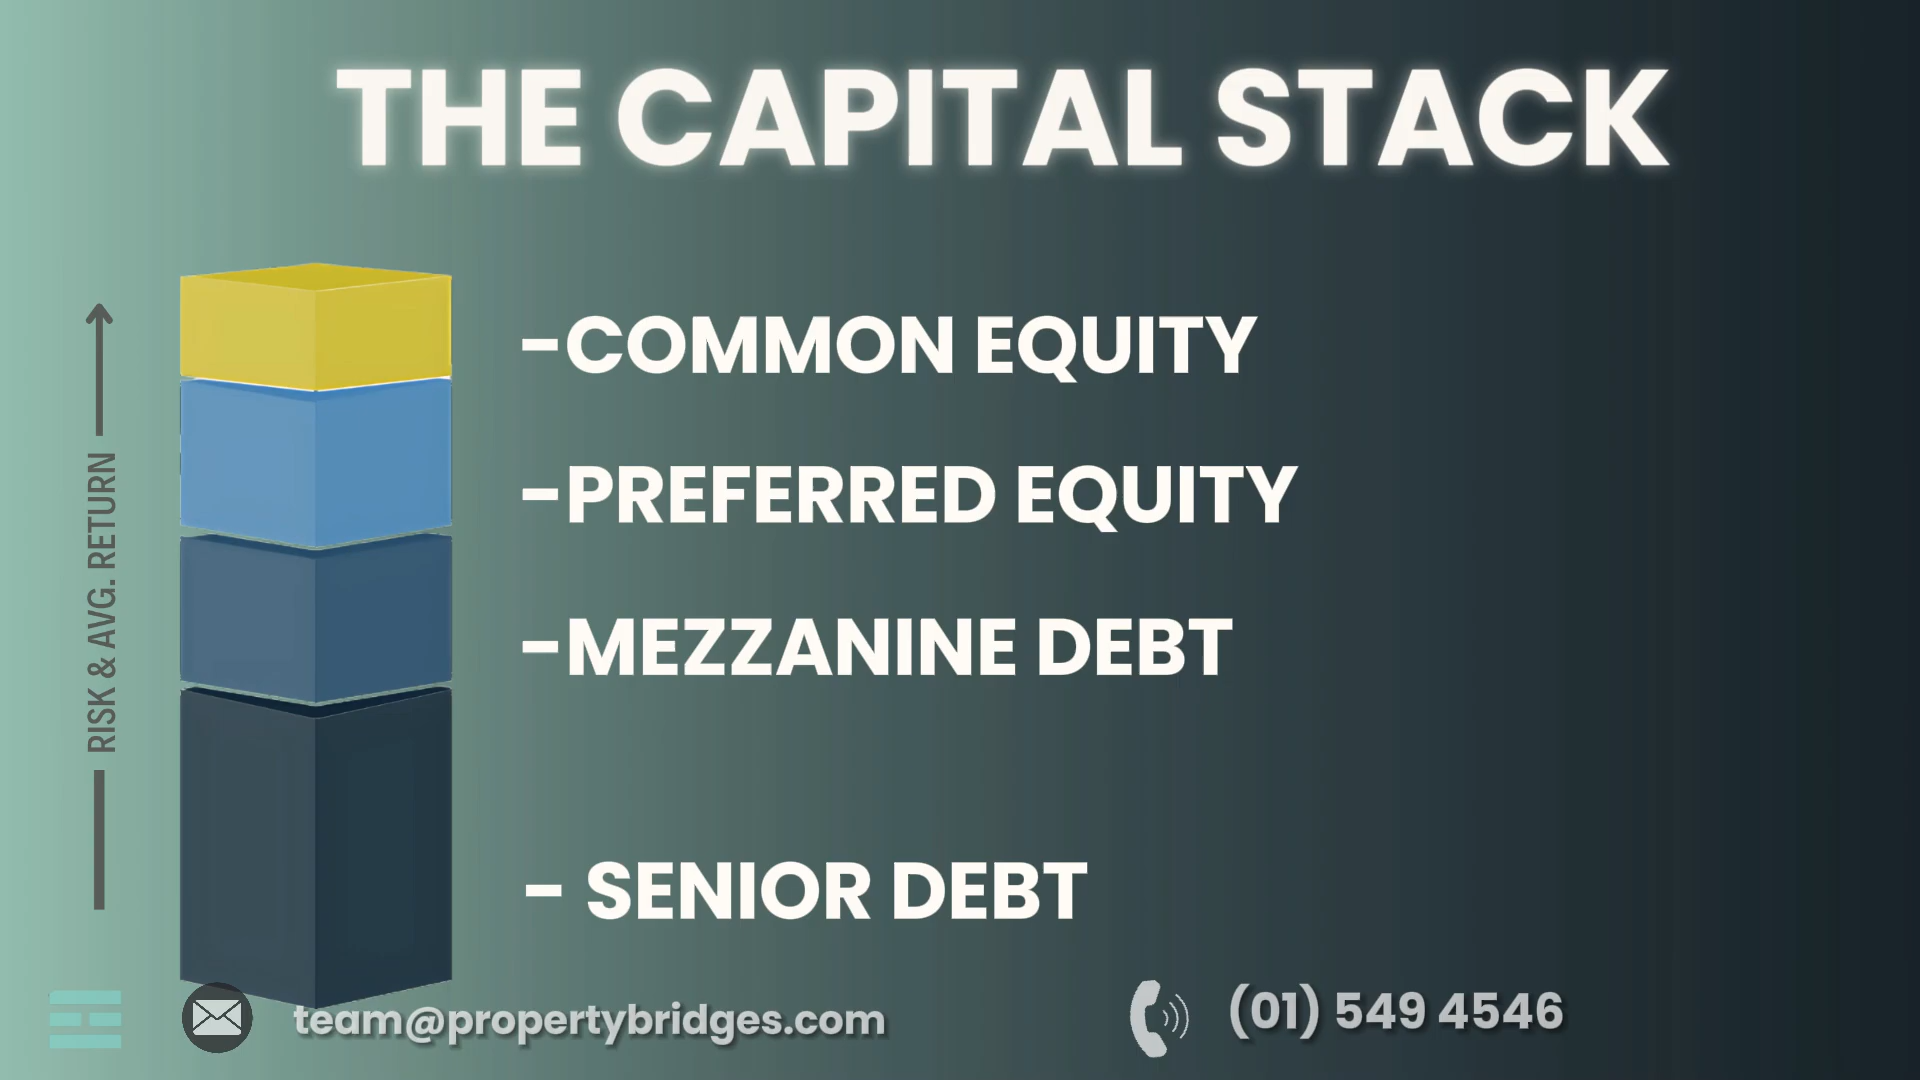 THE CAPITAL STACK
-COMMON EQUITY
-PREFERRED EQUITY
-MEZZANINE DEBT
- SENIOR DEBT
RISK & AVG. RETURN
team@propertybridges.com
(01) 549 4546